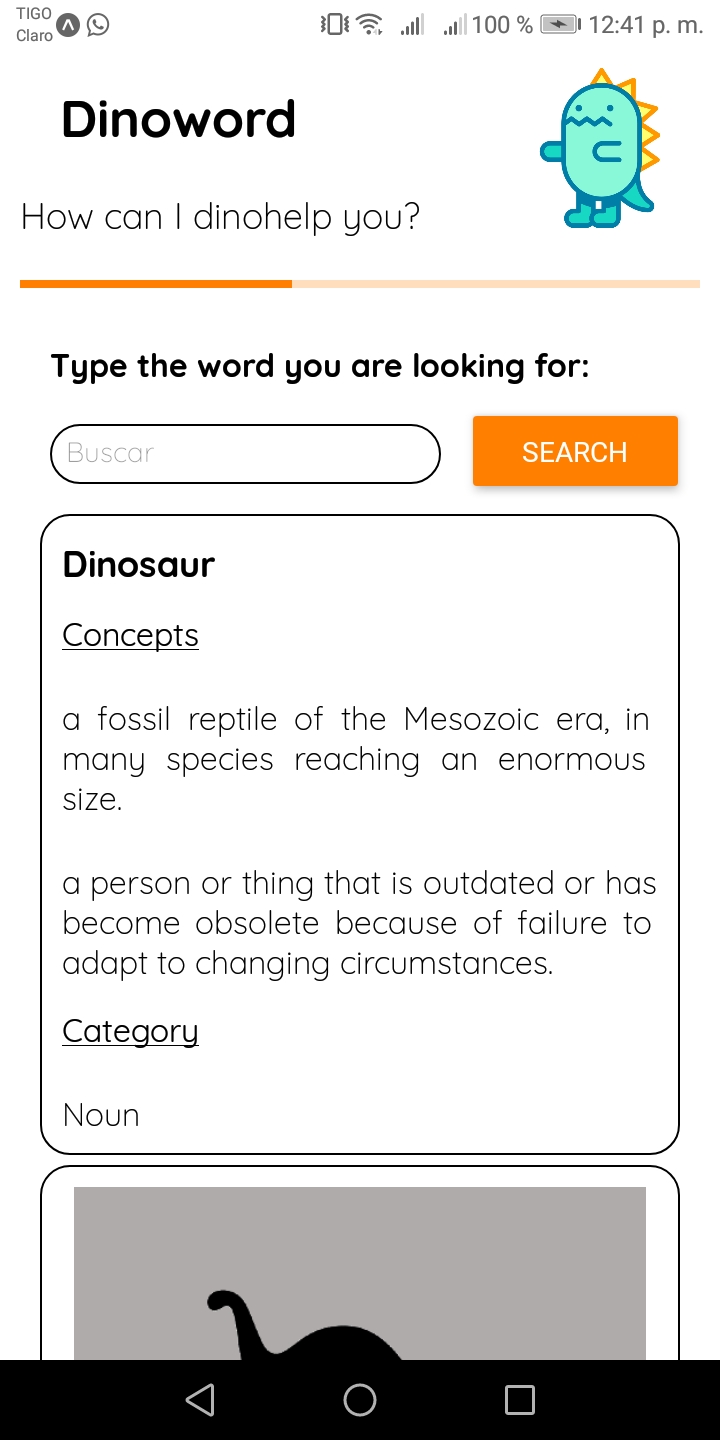 TIGO
Claro
100 %
12:41 p. m.
Dinoword
How can I dinohelp you?
Type the word you are looking for:
Buscar
SEARCH
Dinosaur
Concepts
a fossil reptile of the Mesozoic era, in
many species reaching an enormous
size.
a person or thing that is outdated or has
become obsolete because of failure to
adapt to changing circumstances.
Category
Noun